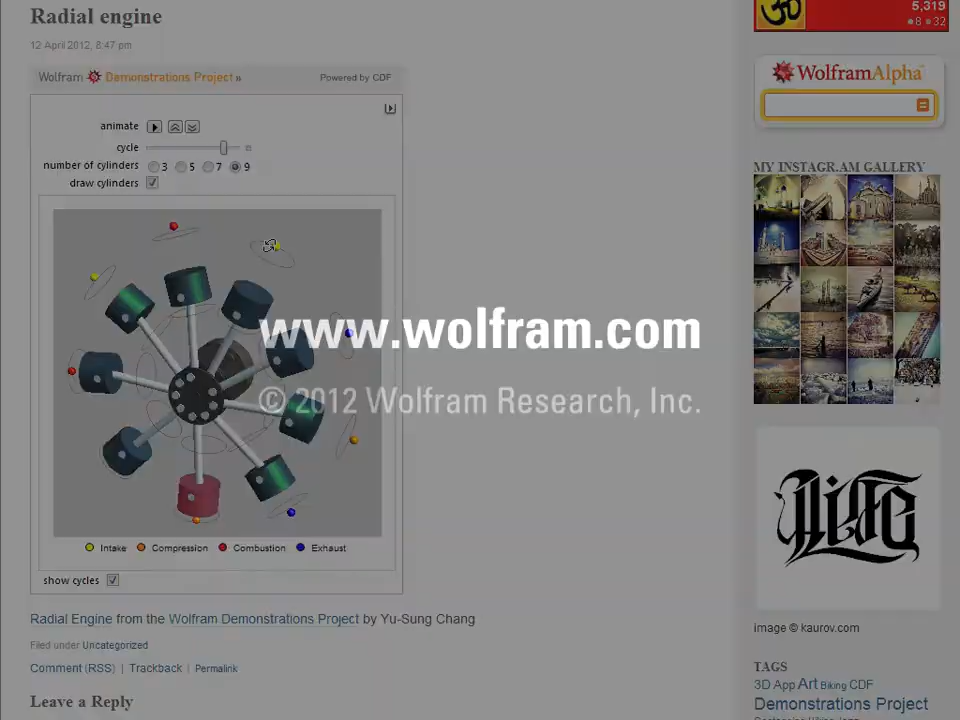 Radial engine
12 April 2012, 8:47 pm
Wolfram Demonstrations Project »
Powered by CDF
animate
cycle
number of cylinders 3 5 7 9
draw cylinders
Intake Compression Combustion Exhaust
show cycles
www.wolfram.com
© 2012 Wolfram Research, Inc.
Radial Engine from the Wolfram Demonstrations Project by Yu-Sung Chang
Filed under Uncategorized
Comment (RSS) | Trackback | Permalink
Leave a Reply
5,319
8 32
WolframAlpha
MY INSTAGR.AM GALLERY
image © kaurov.com
TAGS
3D App Art Biking CDF
Demonstrations Project